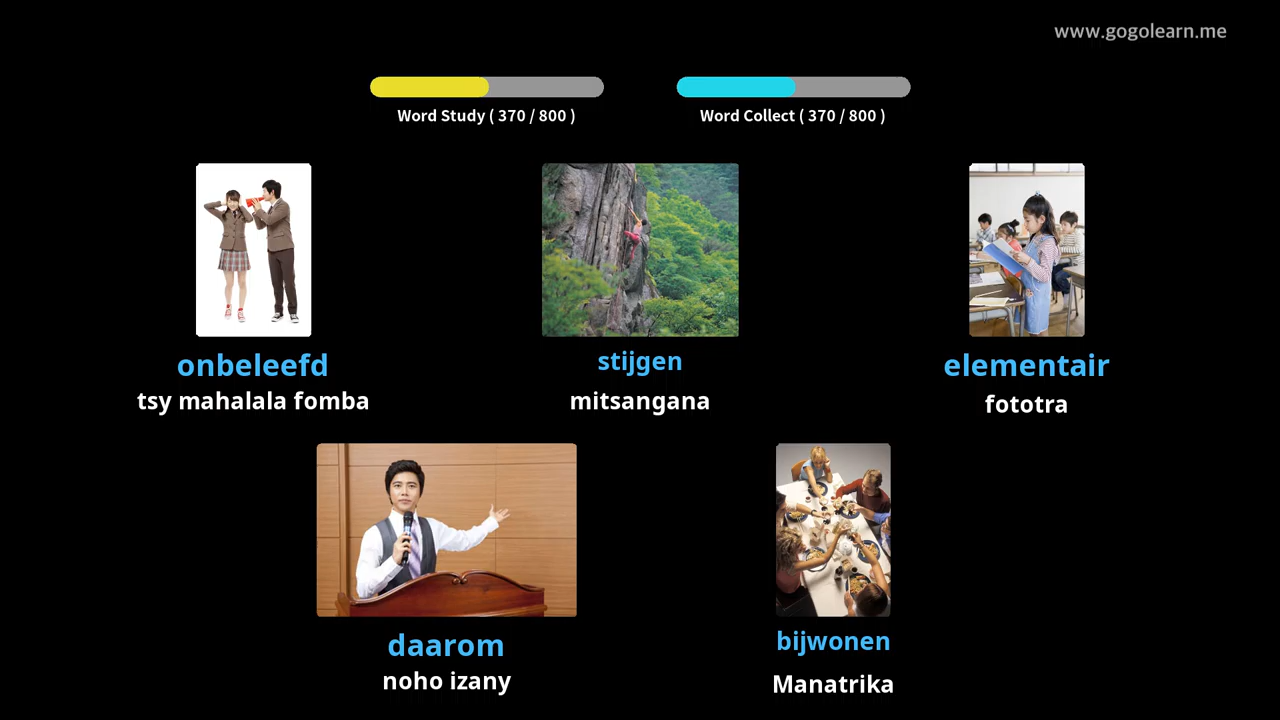 www.gogolearn.me
Word Study ( 370 / 800 )
Word Collect ( 370 / 800 )
onbeleefd
tsy mahalala fomba
stijgen
mitsangana
elementair
fototra
daarom
noho izany
bijwonen
Manatrika